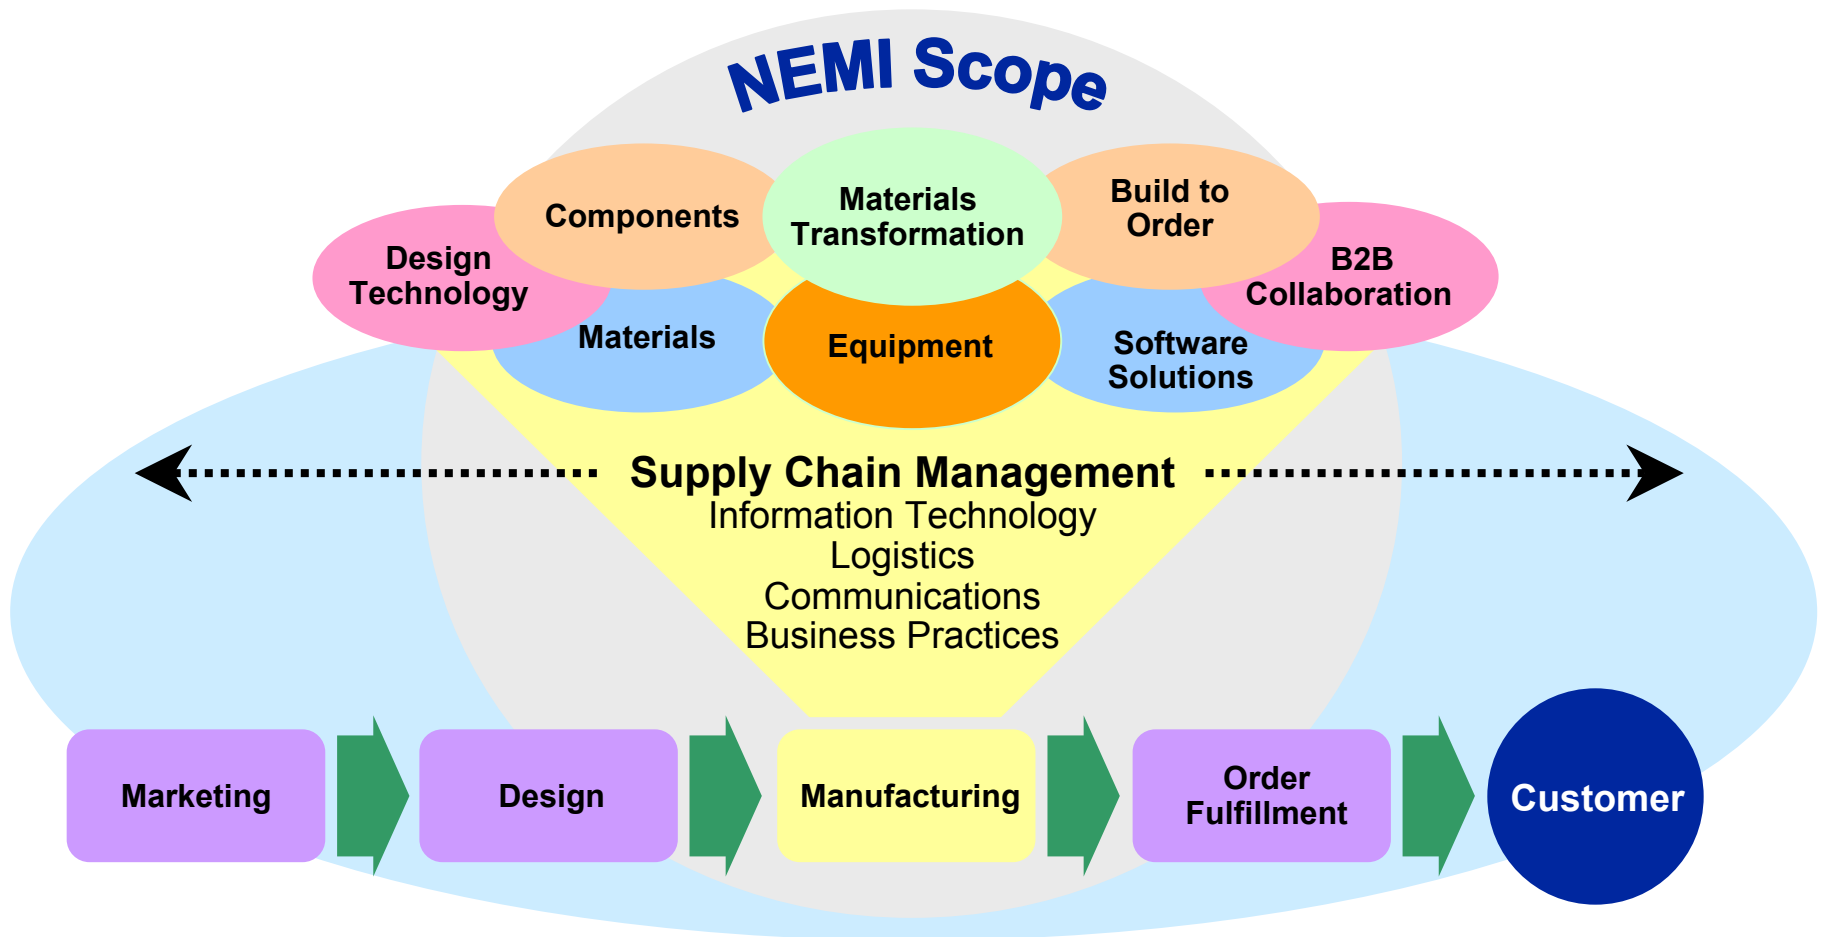 NEMI Scope
Components
Materials
Transformation
Build to
Order
Design
Technology
B2B
Collaboration
Materials
Equipment
Software
Solutions
Supply Chain Management
Information Technology
Logistics
Communications
Business Practices
Marketing
Design
Manufacturing
Order
Fulfillment
Customer